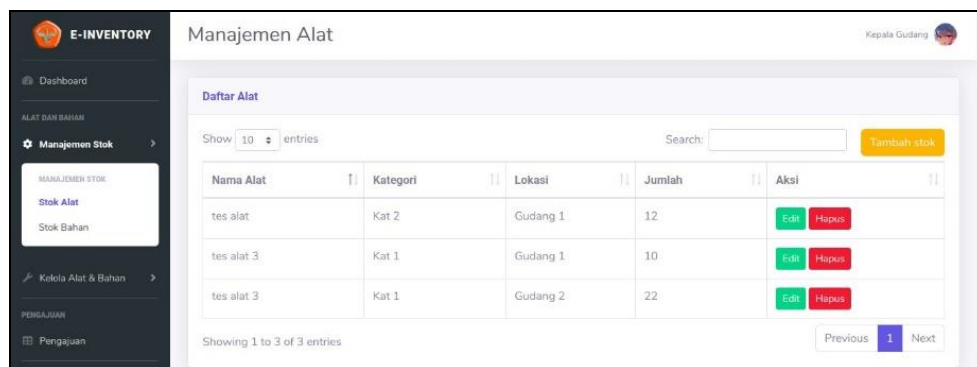 E-INVENTORY
Manajemen Alat
Kepala Gudang
Dashboard
ALAT DAN BAHAN
Manajemen Stok
MANAJEMEN STOK
Stok Alat
Stok Bahan
Kelola Alat & Bahan
PENGAJUAN
Pengajuan
Daftar Alat
Show 10 entries
Search:
Tambah stok
Nama Alat Kategori Lokasi Jumlah Aksi
tes alat Kat 2 Gudang 1 12 Edit Hapus
tes alat 3 Kat 1 Gudang 1 10 Edit Hapus
tes alat 3 Kat 1 Gudang 2 22 Edit Hapus
Showing 1 to 3 of 3 entries
Previous 1 Next